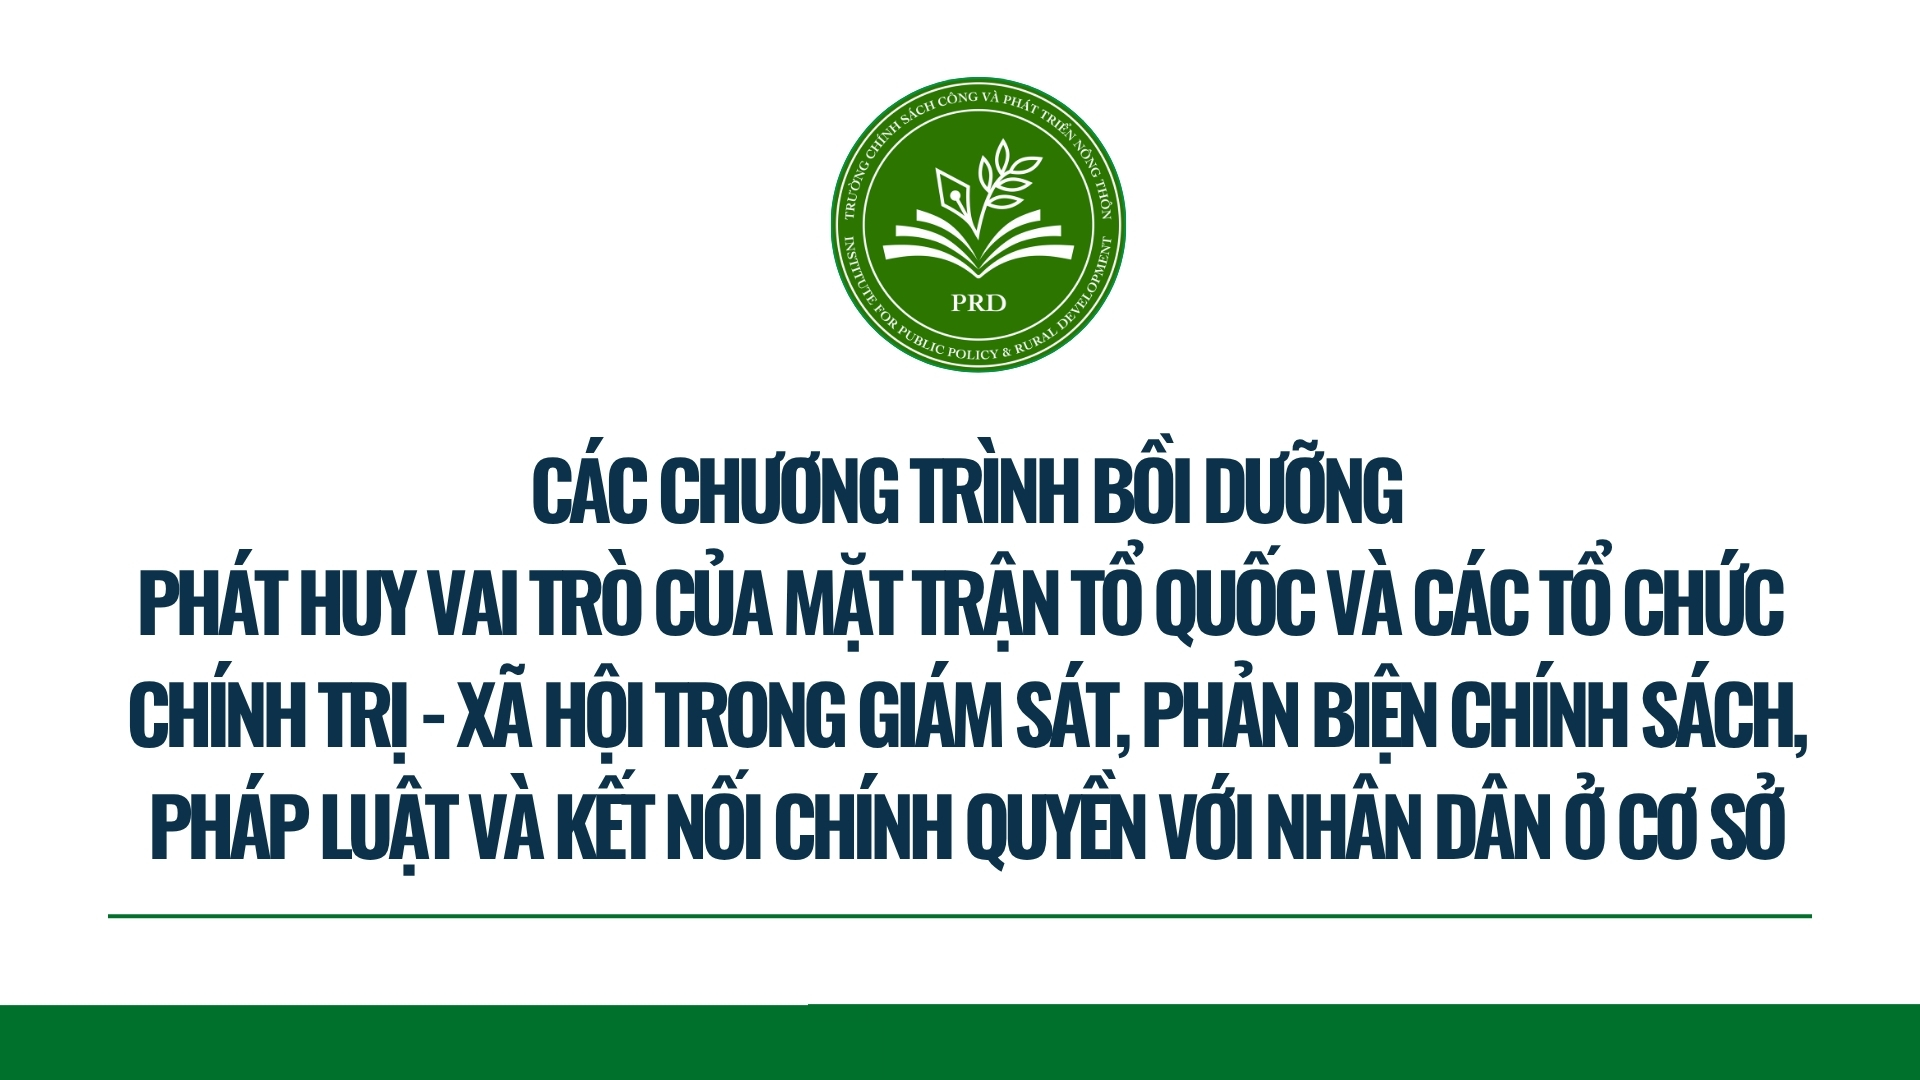 TRƯỜNG CHÍNH SÁCH CÔNG VÀ PHÁT TRIỂN NÔNG THÔN
PRD
INSTITUTE FOR PUBLIC POLICY & RURAL DEVELOPMENT
CÁC CHƯƠNG TRÌNH BỒI DƯỠNG
PHÁT HUY VAI TRÒ CỦA MẶT TRẬN TỔ QUỐC VÀ CÁC TỔ CHỨC
CHÍNH TRỊ - XÃ HỘI TRONG GIÁM SÁT, PHẢN BIỆN CHÍNH SÁCH,
PHÁP LUẬT VÀ KẾT NỐI CHÍNH QUYỀN VỚI NHÂN DÂN Ở CƠ SỞ